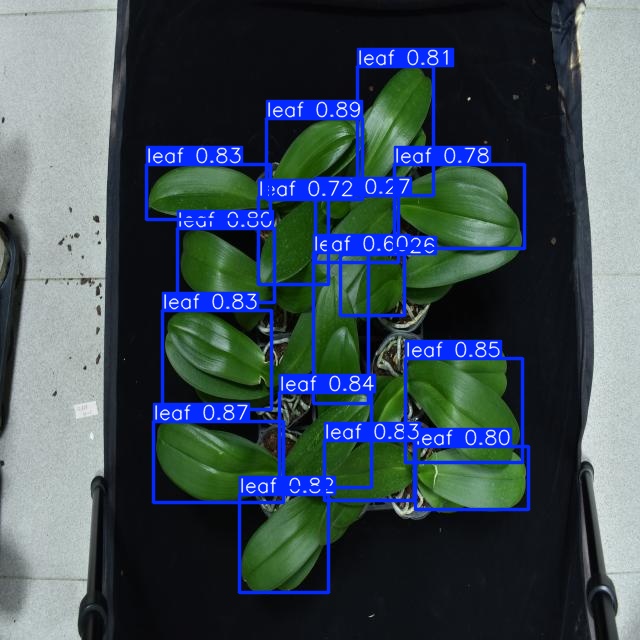 leaf 0.81
leaf 0.89
leaf 0.83
leaf 0.78
leaf 0.72
0.27
leaf 0.80
leaf 0.60
26
leaf 0.83
leaf 0.85
leaf 0.84
leaf 0.87
leaf 0.83
leaf 0.80
leaf 0.82